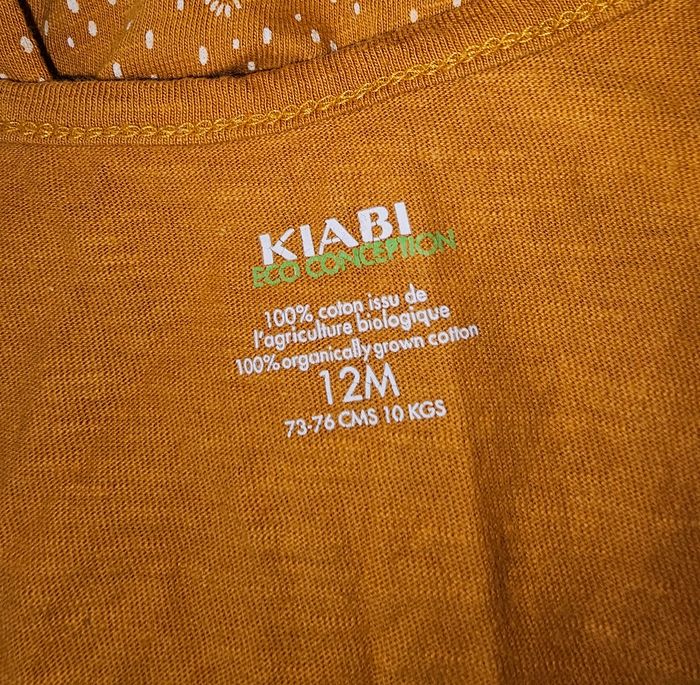 KIABI
ECO CONCEPTION
100% coton issu de
l'agriculture biologique
100% organically grown cotton
12M
73-76 CMS 10 KGS